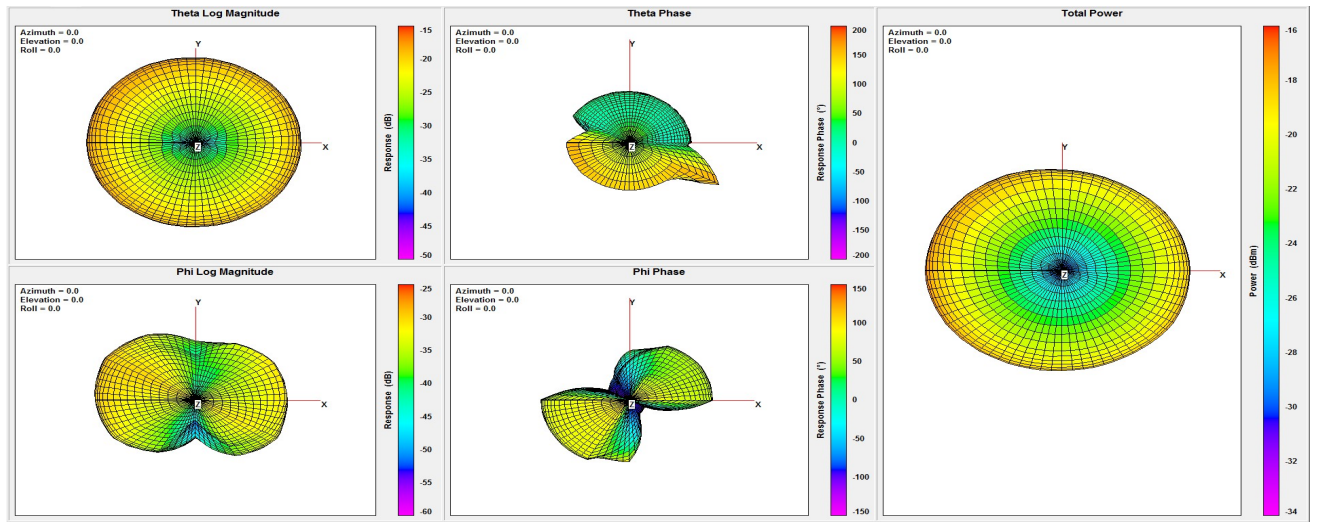 Theta Log Magnitude
Azimuth = 0.0
Elevation = 0.0
Roll = 0.0
Y
X
Z
Response (dB)
-15
-20
-25
-30
-35
-40
-45
-50
Theta Phase
Azimuth = 0.0
Elevation = 0.0
Roll = 0.0
Y
X
Z
Response Phase (°)
200
150
100
50
0
-50
-100
-150
-200
Total Power
Azimuth = 0.0
Elevation = 0.0
Roll = 0.0
Y
X
Z
Power (dBm)
-16
-18
-20
-22
-24
-26
-28
-30
-32
-34
Phi Log Magnitude
Azimuth = 0.0
Elevation = 0.0
Roll = 0.0
Y
X
Z
Response (dB)
-25
-30
-35
-40
-45
-50
-55
-60
Phi Phase
Azimuth = 0.0
Elevation = 0.0
Roll = 0.0
Y
X
Z
Response Phase (°)
150
100
50
0
-50
-100
-150